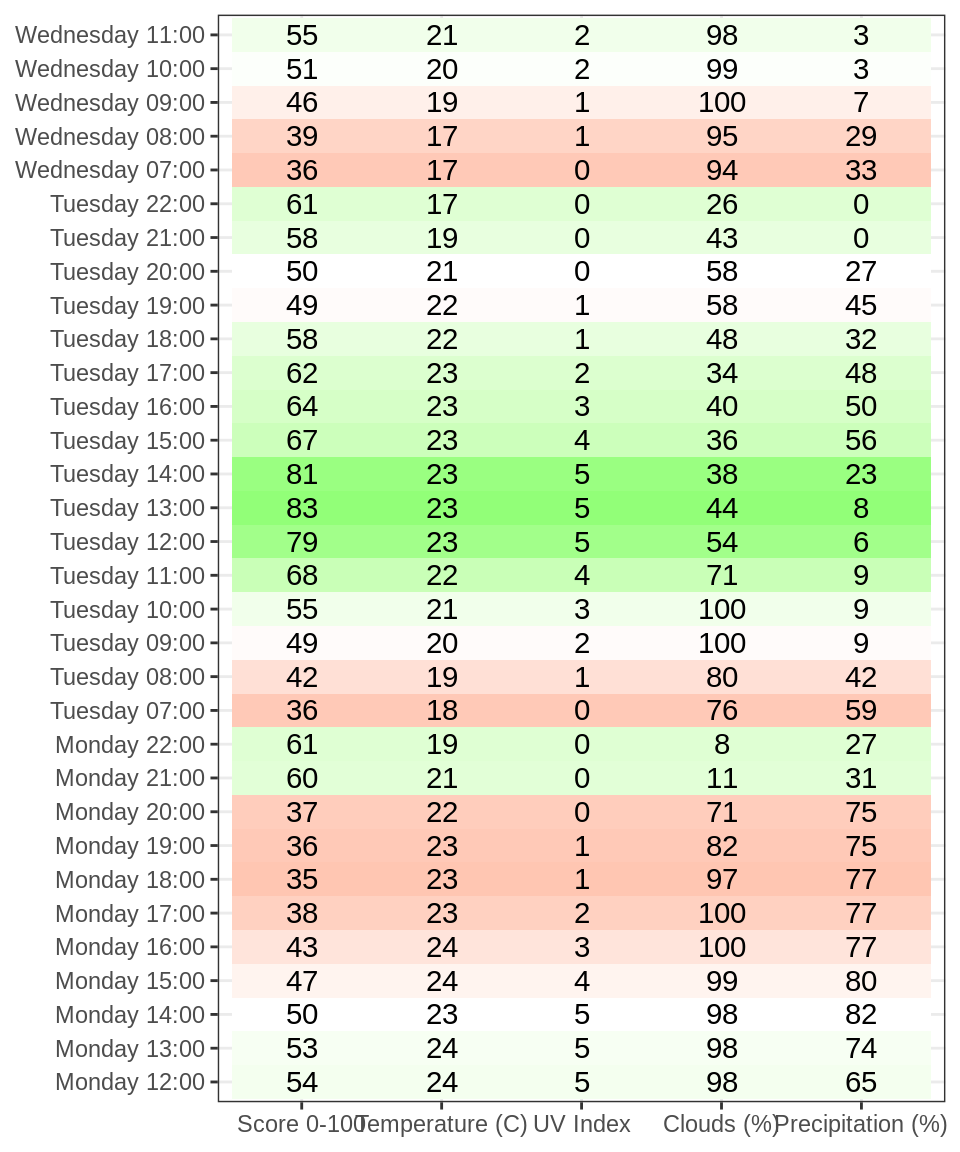 Wednesday 11:00 55 21 2 98 3
Wednesday 10:00 51 20 2 99 3
Wednesday 09:00 46 19 1 100 7
Wednesday 08:00 39 17 1 95 29
Wednesday 07:00 36 17 0 94 33
Tuesday 22:00 61 17 0 26 0
Tuesday 21:00 58 19 0 43 0
Tuesday 20:00 50 21 0 58 27
Tuesday 19:00 49 22 1 58 45
Tuesday 18:00 58 22 1 48 32
Tuesday 17:00 62 23 2 34 48
Tuesday 16:00 64 23 3 40 50
Tuesday 15:00 67 23 4 36 56
Tuesday 14:00 81 23 5 38 23
Tuesday 13:00 83 23 5 44 8
Tuesday 12:00 79 23 5 54 6
Tuesday 11:00 68 22 4 71 9
Tuesday 10:00 55 21 3 100 9
Tuesday 09:00 49 20 2 100 9
Tuesday 08:00 42 19 1 80 42
Tuesday 07:00 36 18 0 76 59
Monday 22:00 61 19 0 8 27
Monday 21:00 60 21 0 11 31
Monday 20:00 37 22 0 71 75
Monday 19:00 36 23 1 82 75
Monday 18:00 35 23 1 97 77
Monday 17:00 38 23 2 100 77
Monday 16:00 43 24 3 100 77
Monday 15:00 47 24 4 99 80
Monday 14:00 50 23 5 98 82
Monday 13:00 53 24 5 98 74
Monday 12:00 54 24 5 98 65
Score 0-100 Temperature (C) UV Index Clouds (%) Precipitation (%)